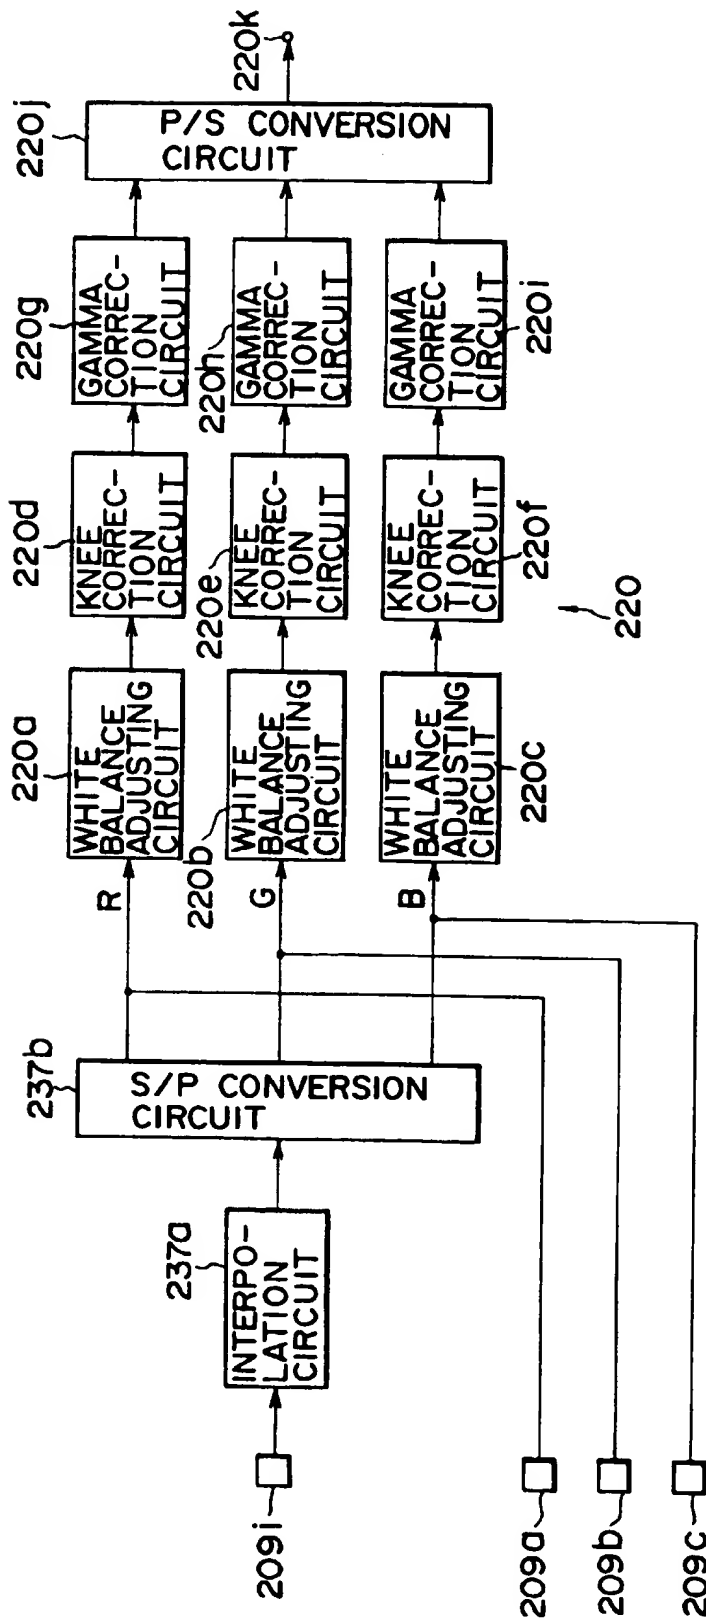 209i
237a
INTERPO-
LATION
CIRCUIT
237b
S/P CONVERSION
CIRCUIT
R
G
B
209a
209b
209c
220a
WHITE
BALANCE
ADJUSTING
CIRCUIT
220b
WHITE
BALANCE
ADJUSTING
CIRCUIT
WHITE
BALANCE
ADJUSTING
CIRCUIT
220c
220d
KNEE
CORREC-
TION
CIRCUIT
220e
KNEE
CORREC-
TION
CIRCUIT
KNEE
CORREC-
TION
CIRCUIT
220f
220g
GAMMA
CORREC-
TION
CIRCUIT
220h
GAMMA
CORREC-
TION
CIRCUIT
GAMMA
CORREC-
TION
CIRCUIT
220i
220j
P/S CONVERSION
CIRCUIT
220k
220